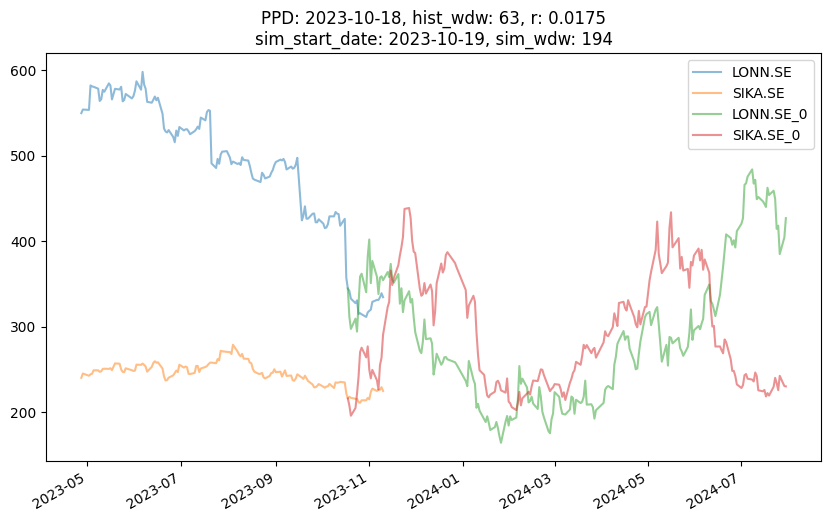 PPD: 2023-10-18, hist_wdw: 63, r: 0.0175
sim_start_date: 2023-10-19, sim_wdw: 194
LONN.SE
SIKA.SE
LONN.SE_0
SIKA.SE_0
600
500
400
300
200
2023-05
2023-07
2023-09
2023-11
2024-01
2024-03
2024-05
2024-07